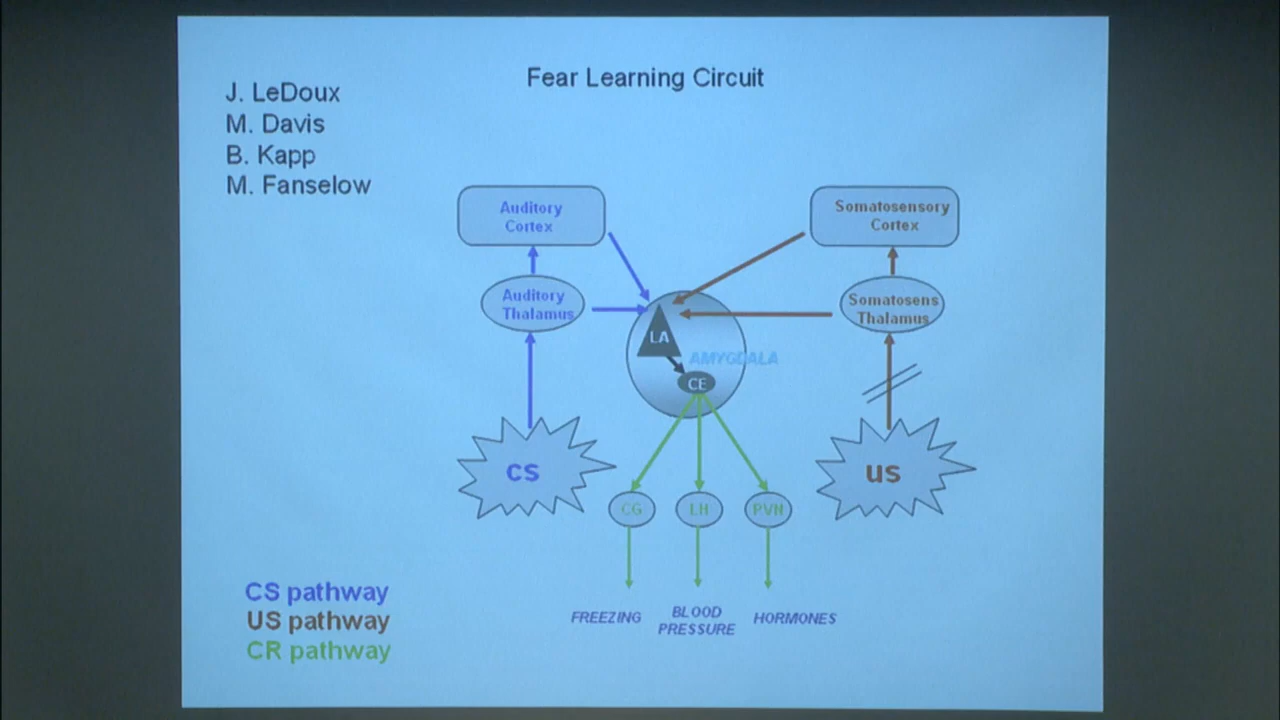 Fear Learning Circuit
J. LeDoux
M. Davis
B. Kapp
M. Fanselow
Auditory
Cortex
Somatosensory
Cortex
Auditory
Thalamus
Somatosens
Thalamus
LA
AMYGDALA
CE
CS
US
CG
LH
PVN
FREEZING
BLOOD
PRESSURE
HORMONES
CS pathway
US pathway
CR pathway